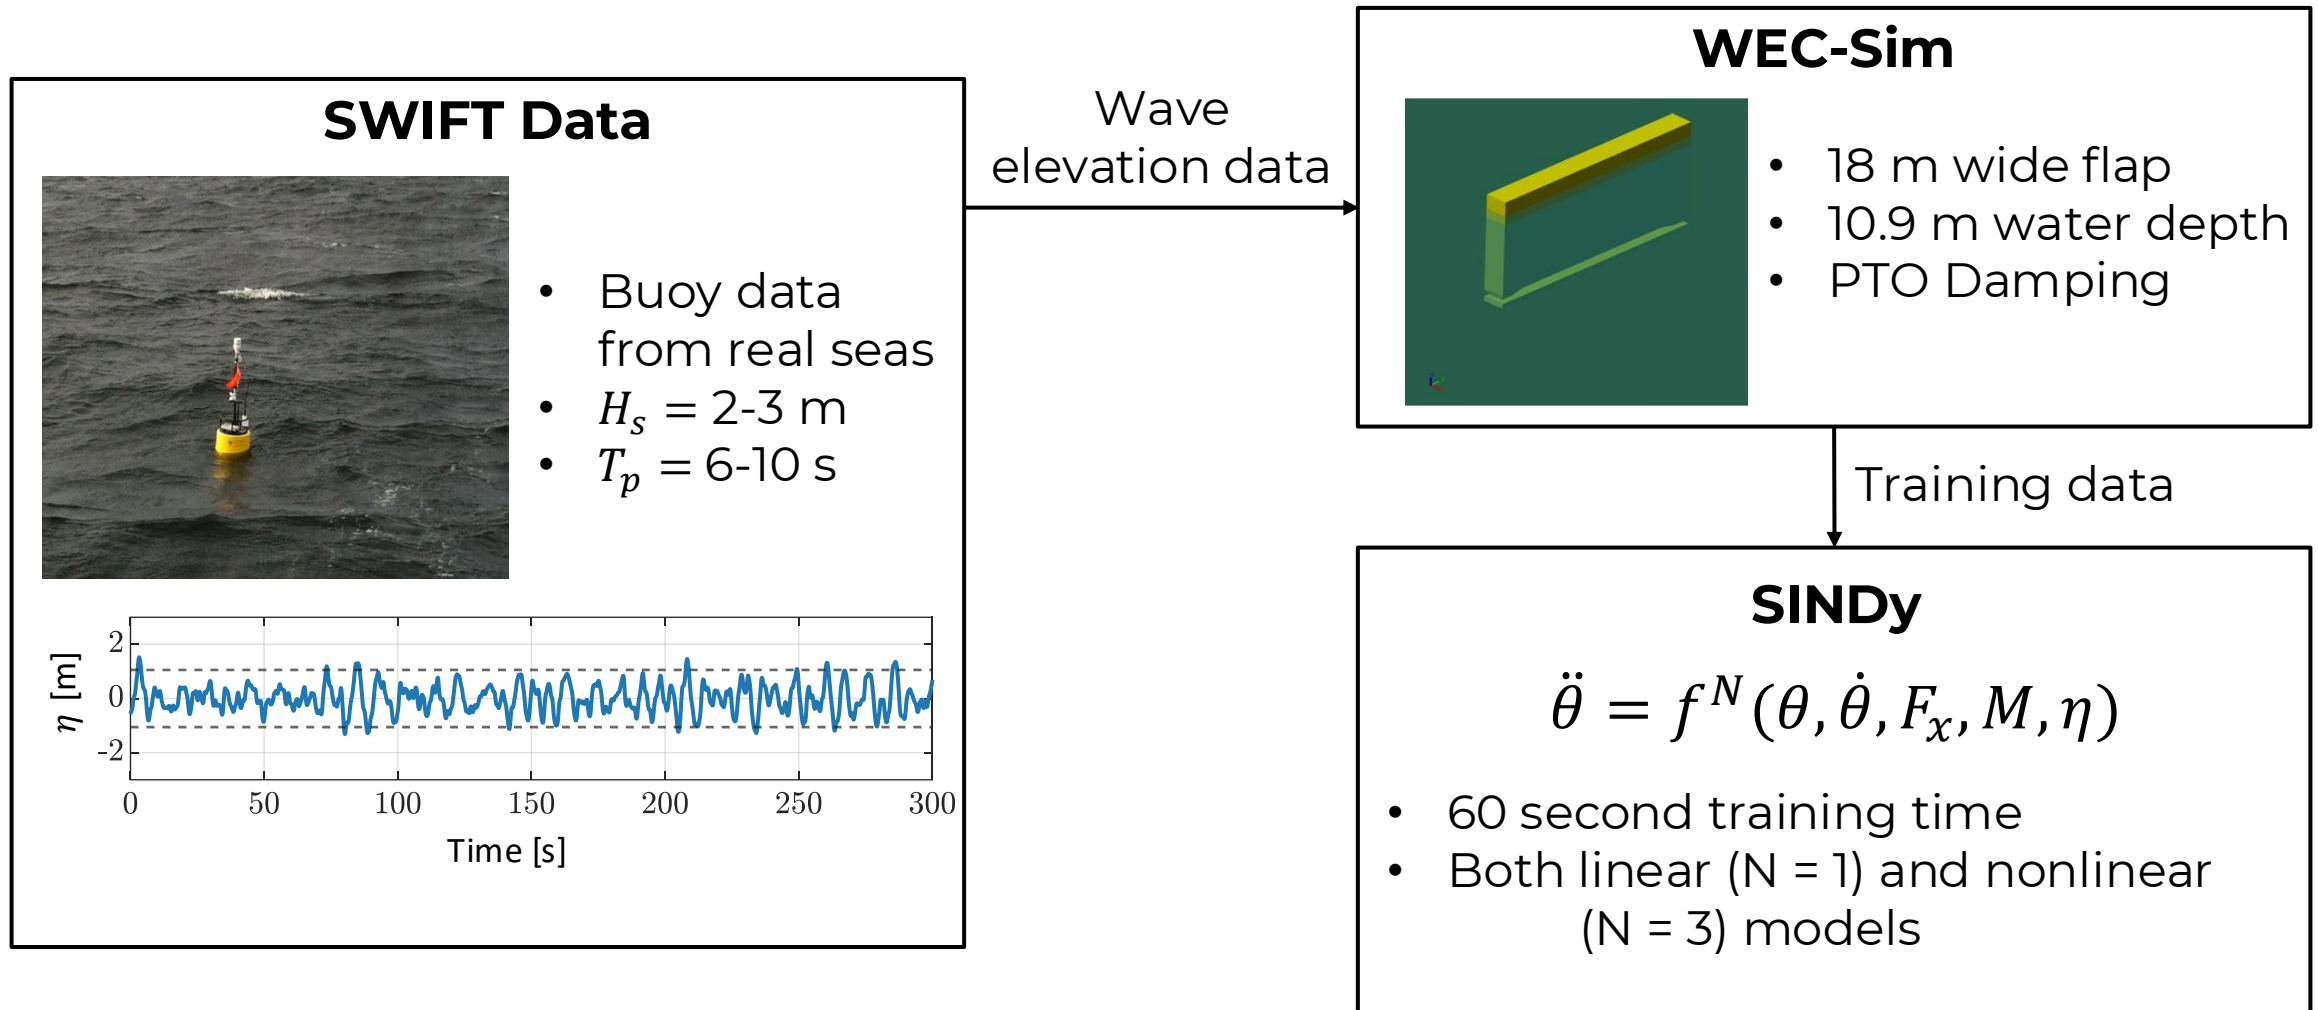 SWIFT Data
• Buoy data
from real seas
• Hₛ = 2-3 m
• Tₚ = 6-10 s
η [m]
2
0
-2
0 50 100 150 200 250 300
Time [s]
Wave
elevation data
WEC-Sim
• 18 m wide flap
• 10.9 m water depth
• PTO Damping
Training data
SINDy
θ̈ = f^N(θ, θ̇, Fₓ, M, η)
• 60 second training time
• Both linear (N = 1) and nonlinear
(N = 3) models